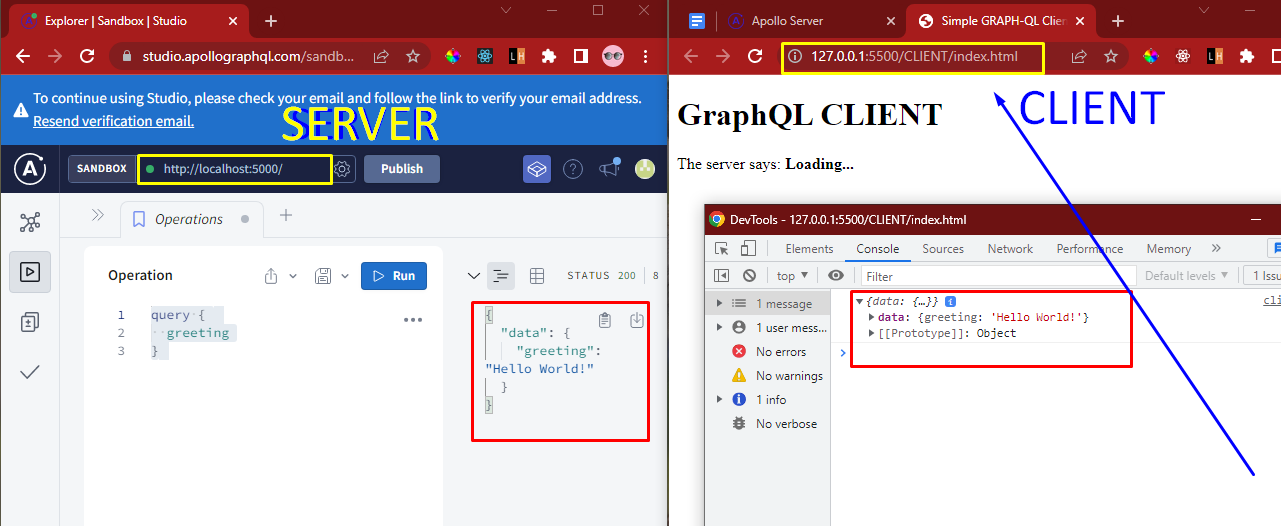 Explorer | Sandbox | Studio
studio.apollographql.com/sandb...
To continue using Studio, please check your email and follow the link to verify your email address.
Resend verification email.
SERVER
SANDBOX
http://localhost:5000/
Publish
Operations
Operation
Run
STATUS 200
8
1 query {
2 greeting
3 }
{
"data": {
"greeting":
"Hello World!"
}
}
Apollo Server
Simple GRAPH-QL Clie
127.0.0.1:5500/CLIENT/index.html
CLIENT
GraphQL CLIENT
The server says: Loading...
DevTools - 127.0.0.1:5500/CLIENT/index.html
Elements Console Sources Network Performance Memory
top Filter Default levels 1 Issu
1 message
1 user mess...
No errors
No warnings
1 info
No verbose
{data: {…}}
cli
data: {greeting: 'Hello World!'}
[[Prototype]]: Object